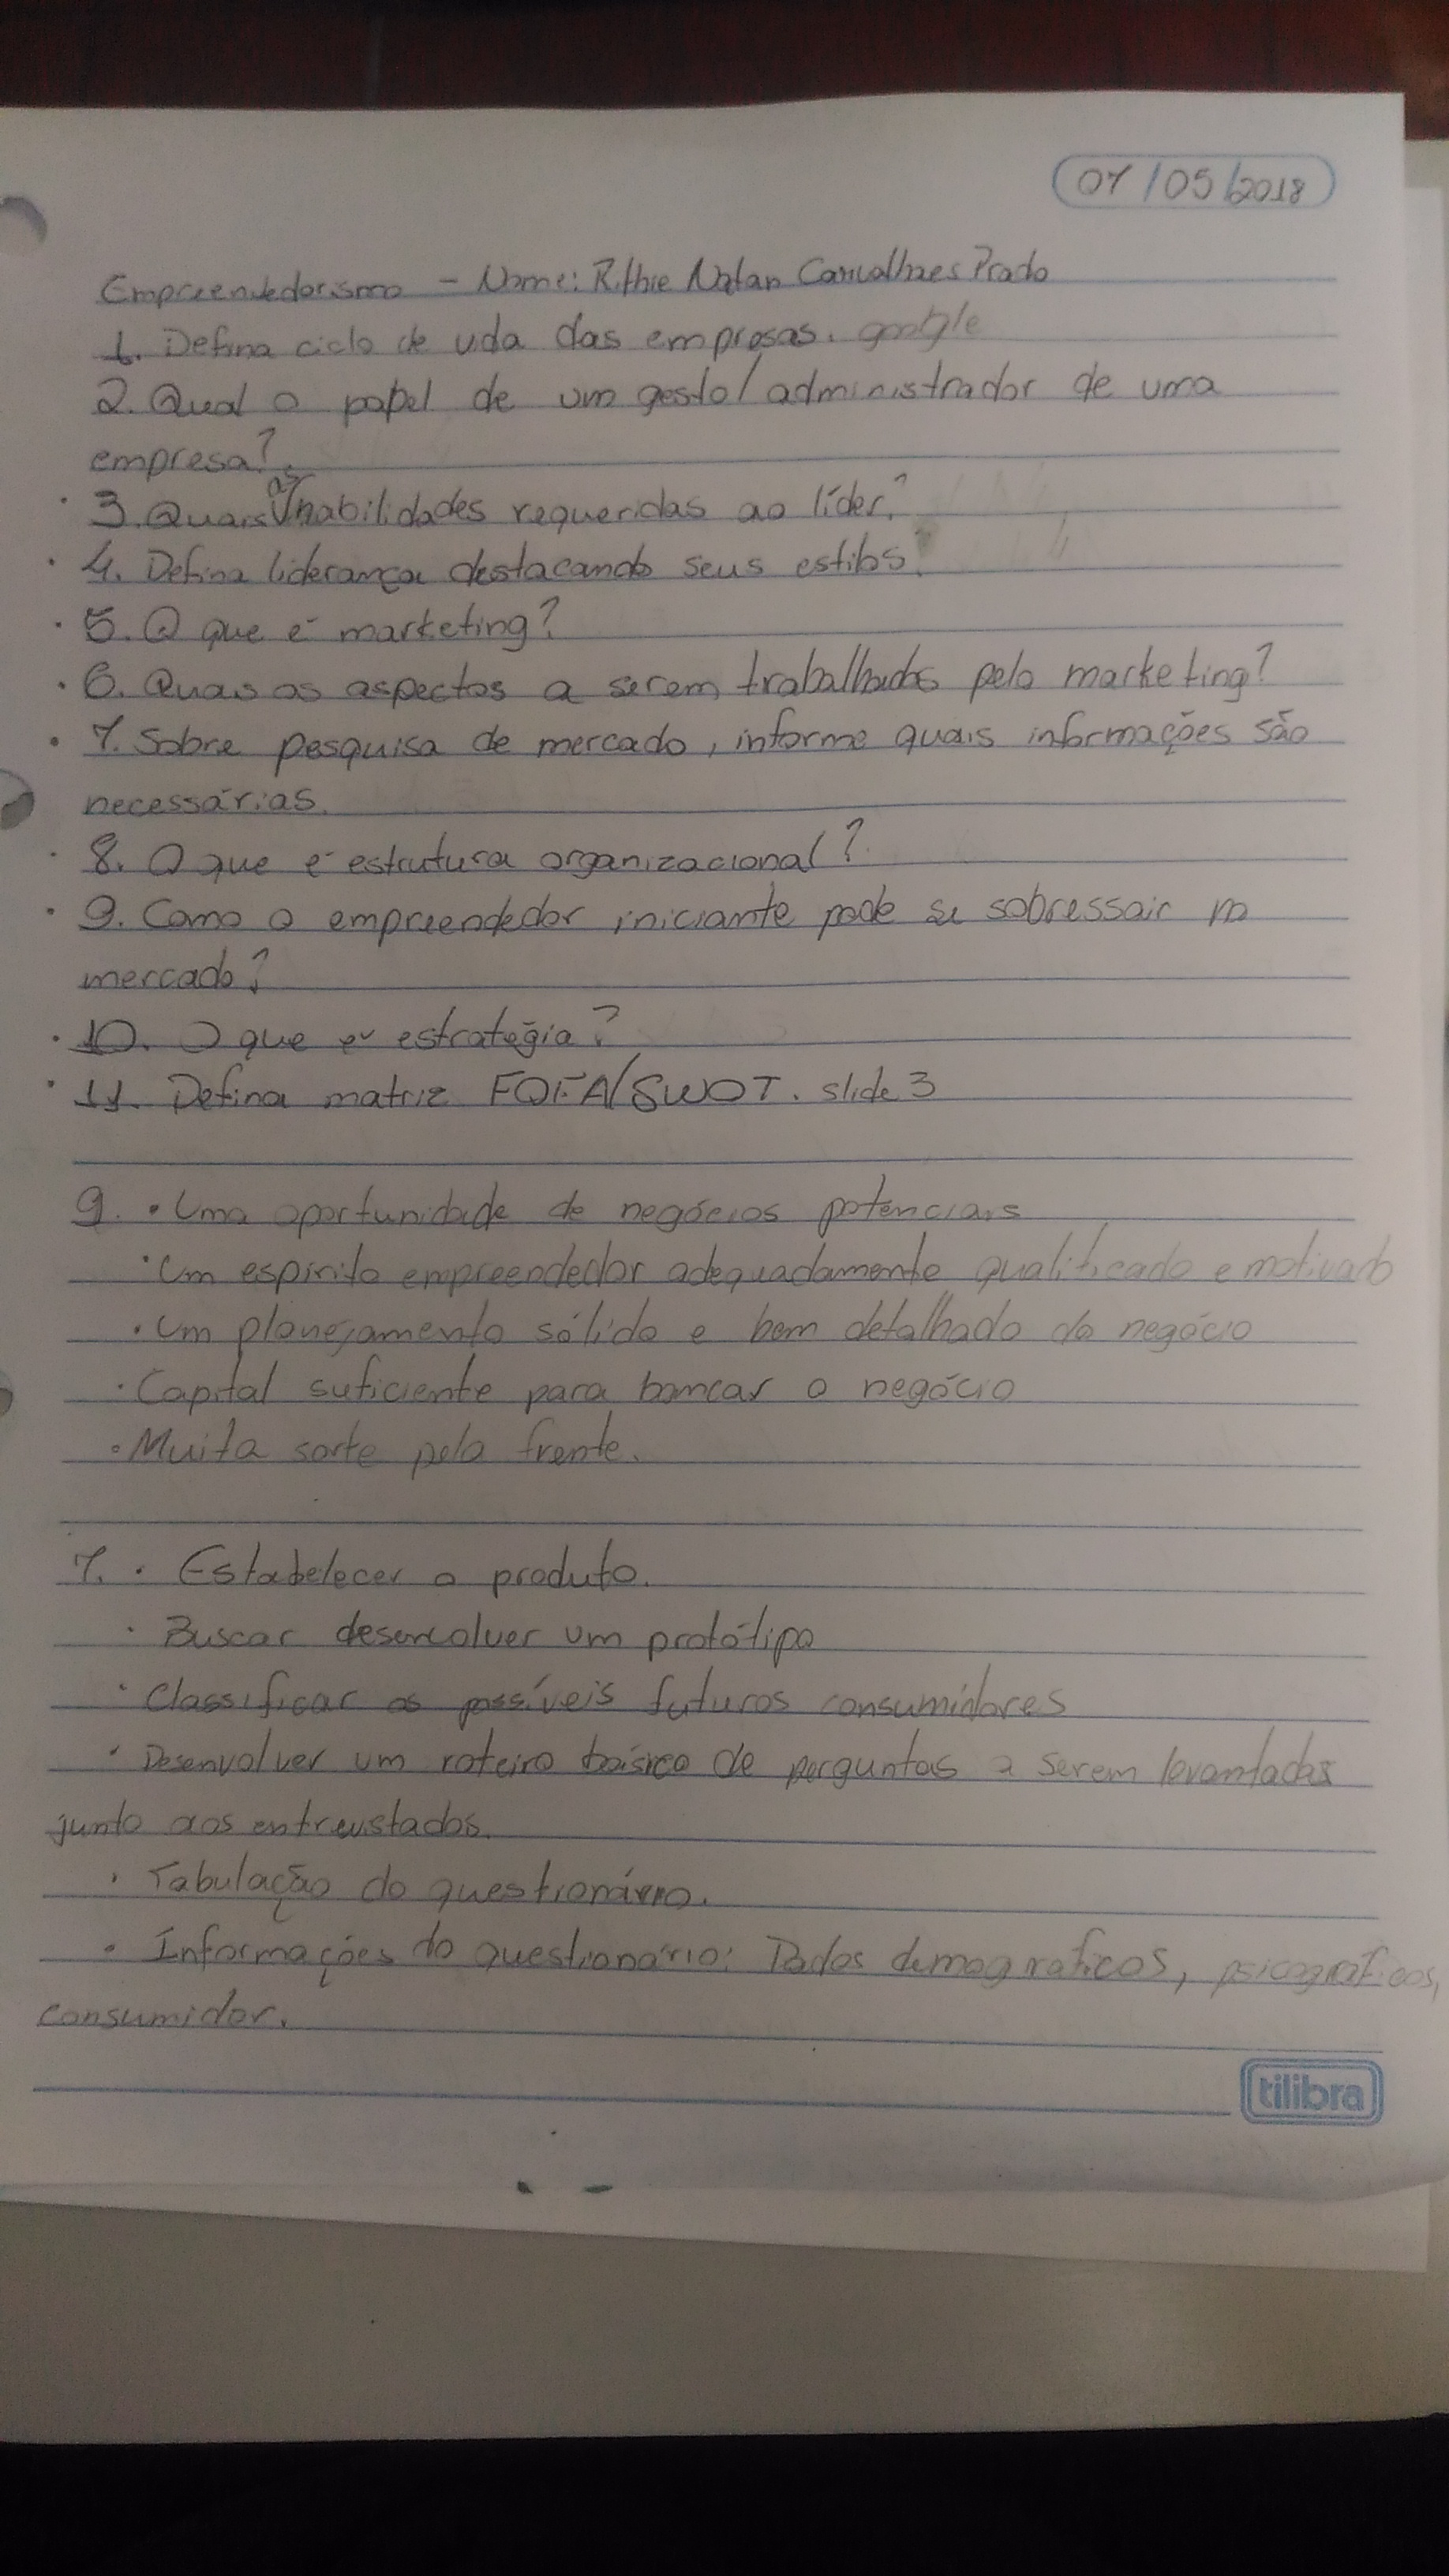 07/05/2018
Empreendedorismo - Nome: Rithie Natan Carvalhaes Prado
1. Defina ciclo de vida das empresas. google
2. Qual o papel de um gesto/administrador de uma
empresa?
· 3. Quais as habilidades requeridas ao líder?
· 4. Defina liderança destacando seus estilos.
· 5. O que é marketing?
· 6. Quais os aspectos a serem trabalhados pelo marketing?
· 7. Sobre pesquisa de mercado, informe quais informações são
necessárias.
· 8. O que é estrutura organizacional?
· 9. Como o empreendedor iniciante pode se sobressair no
mercado?
· 10. O que é estratégia?
· 11. Defina matriz FOFA/SWOT. slide 3
9. · Uma oportunidade de negócios potenciais
· Um espírito empreendedor adequadamente qualificado e motivado
· Um planejamento sólido e bem detalhado do negócio
· Capital suficiente para bancar o negócio
· Muita sorte pela frente.
7. · Estabelecer o produto.
· Buscar desenvolver um protótipo
· Classificar os possíveis futuros consumidores
· Desenvolver um roteiro básico de perguntas a serem levantadas
junto aos entrevistados.
· Tabulação do questionário.
· Informações do questionário: Dados demograficos, psicograficos,
consumidor.
tilibra